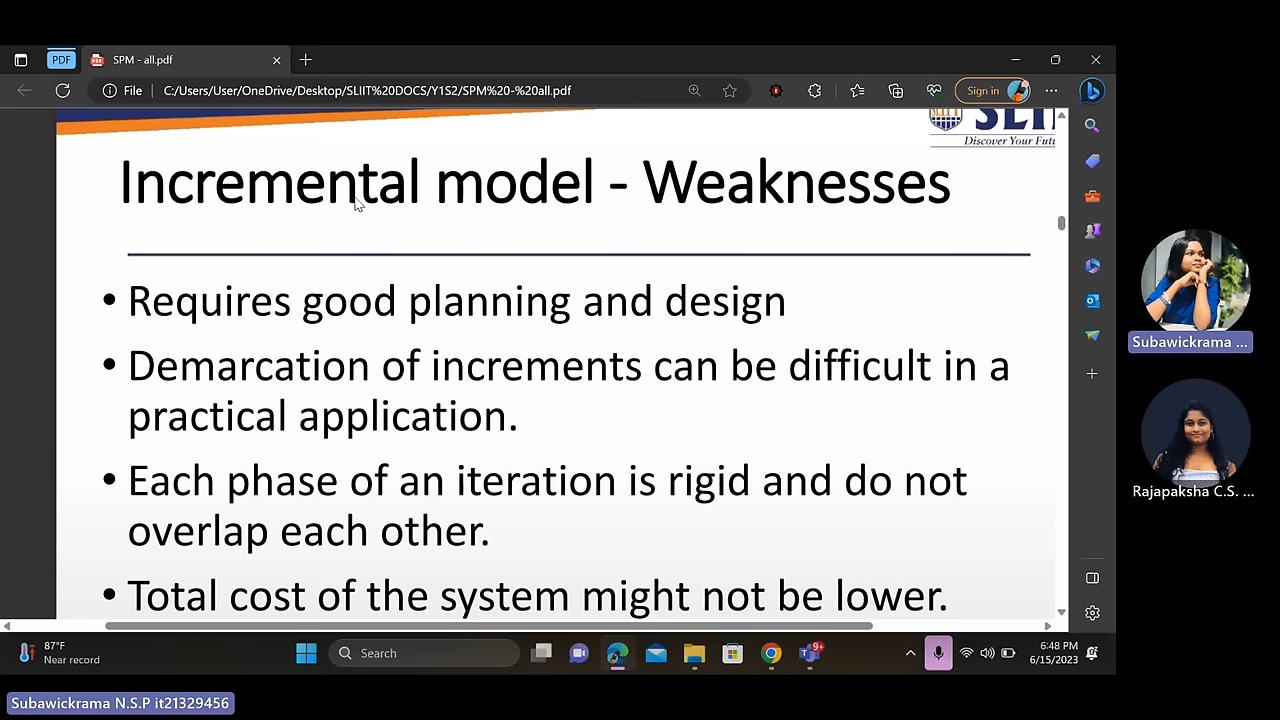 PDF
SPM - all.pdf
File
C:/Users/User/OneDrive/Desktop/SLIIT%20DOCS/Y1S2/SPM%20-%20all.pdf
Sign in
Discover Your Futu
Incremental model - Weaknesses
• Requires good planning and design
• Demarcation of increments can be difficult in a
practical application.
• Each phase of an iteration is rigid and do not
overlap each other.
• Total cost of the system might not be lower.
Subawickrama ...
Rajapaksha C.S. ...
87°F
Near record
Search
9+
6:48 PM
6/15/2023
Subawickrama N.S.P it21329456